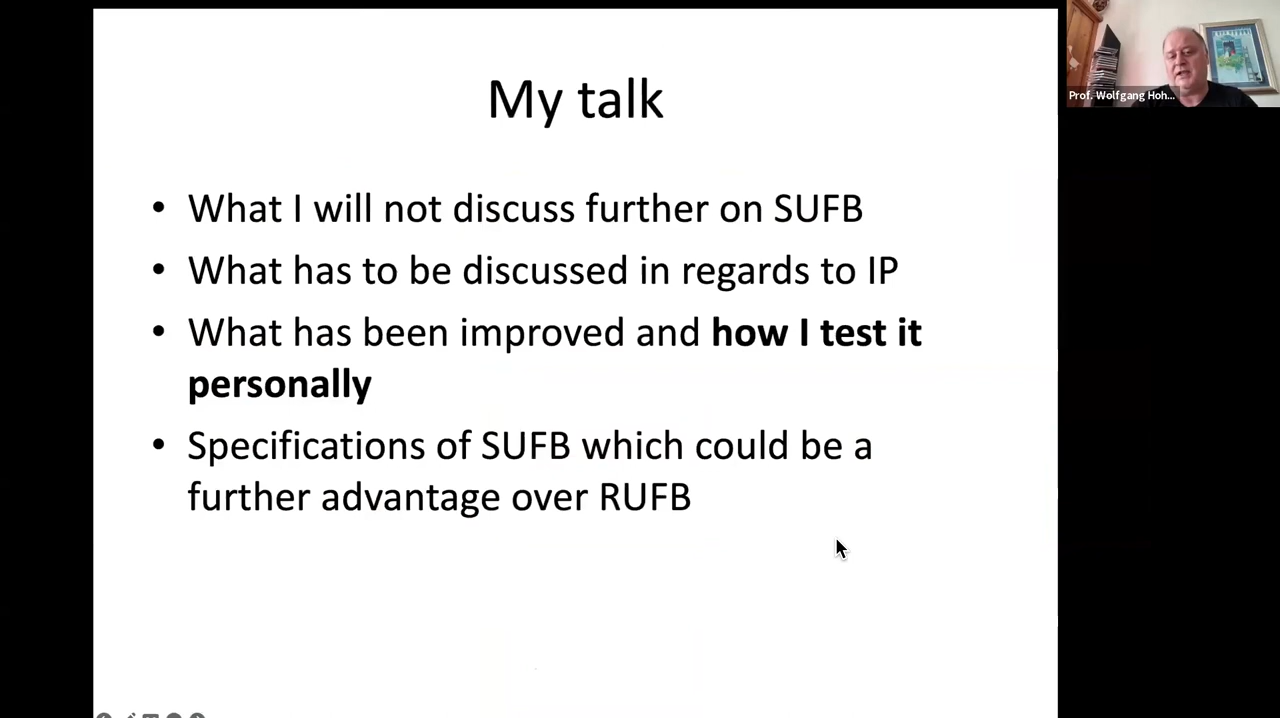 My talk
• What I will not discuss further on SUFB
• What has to be discussed in regards to IP
• What has been improved and how I test it
personally
• Specifications of SUFB which could be a
further advantage over RUFB
Prof. Wolfgang Hoh...